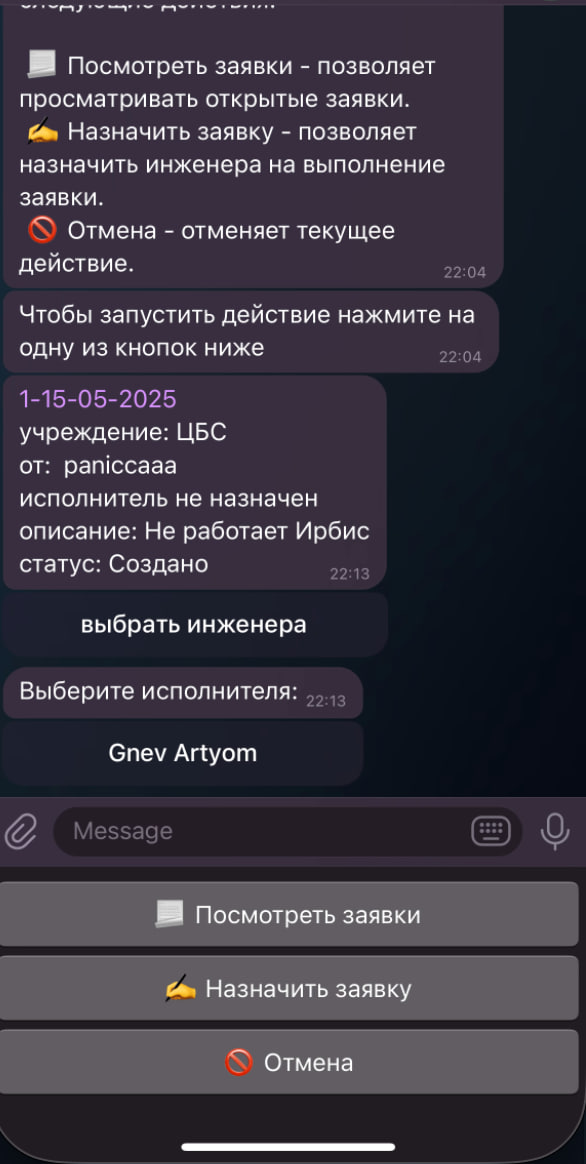 следующие действия:
📃 Посмотреть заявки - позволяет
просматривать открытые заявки.
✍️ Назначить заявку - позволяет
назначить инженера на выполнение
заявки.
🚫 Отмена - отменяет текущее
действие.
22:04
Чтобы запустить действие нажмите на
одну из кнопок ниже
22:04
1-15-05-2025
учреждение: ЦБС
от: paniccaaa
исполнитель не назначен
описание: Не работает Ирбис
статус: Создано
22:13
выбрать инженера
Выберите исполнителя: 22:13
Gnev Artyom
Message
📃 Посмотреть заявки
✍️ Назначить заявку
🚫 Отмена